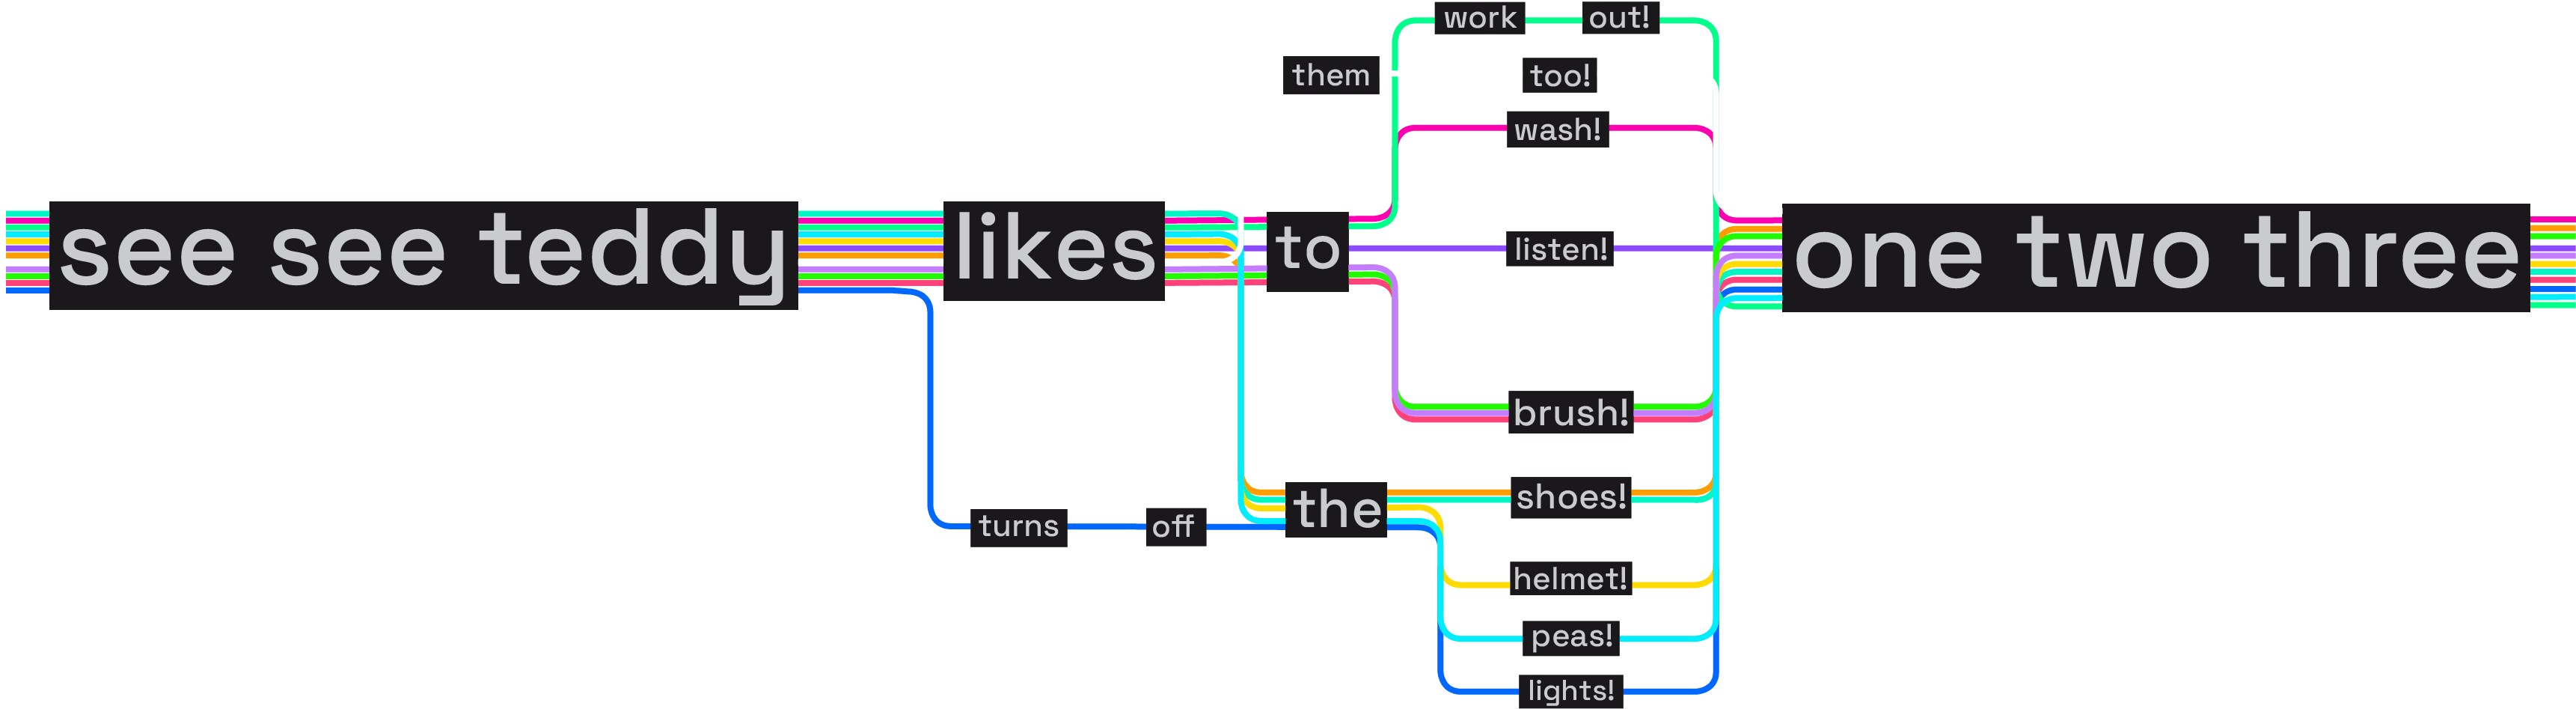 work out!
them too!
wash!
see see teddy likes to listen! one two three
brush!
the shoes!
turns off
helmet!
peas!
lights!